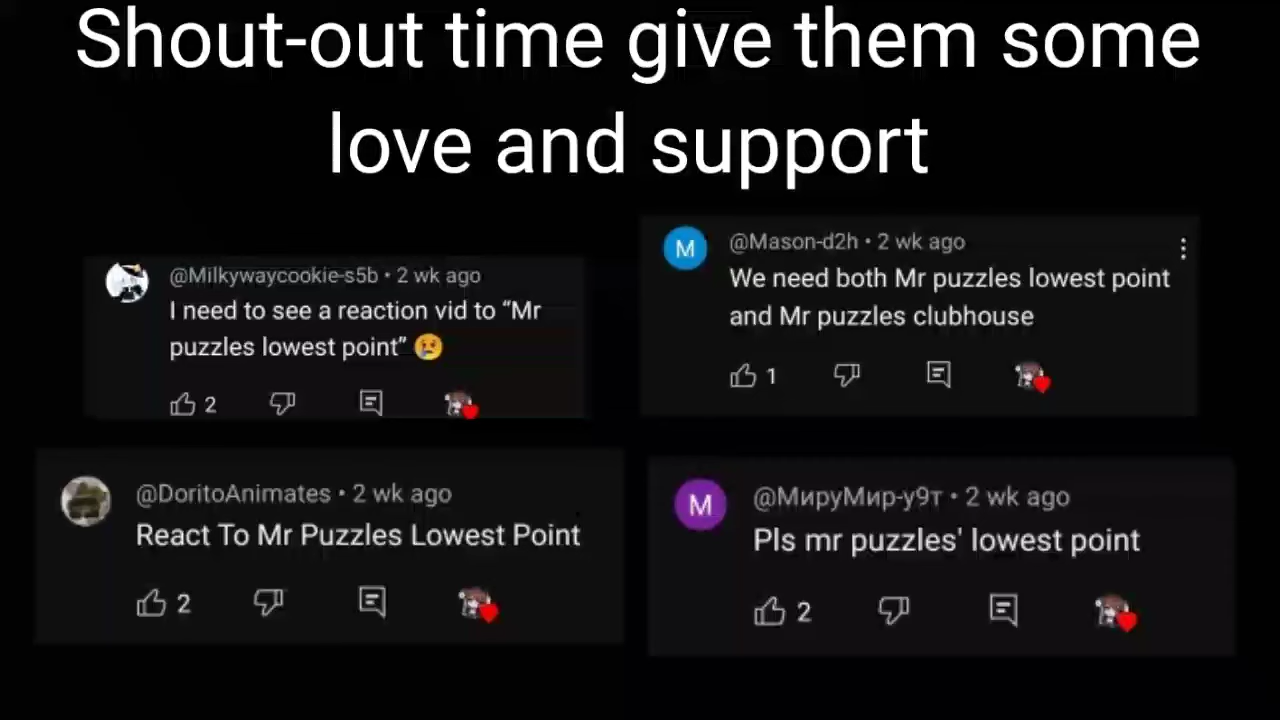 Shout-out time give them some
love and support
@Milkywaycookie-s5b • 2 wk ago
I need to see a reaction vid to “Mr
puzzles lowest point” 😢
2
M
@Mason-d2h • 2 wk ago
We need both Mr puzzles lowest point
and Mr puzzles clubhouse
1
@DoritoAnimates • 2 wk ago
React To Mr Puzzles Lowest Point
2
M
@МируМир-у9т • 2 wk ago
Pls mr puzzles' lowest point
2